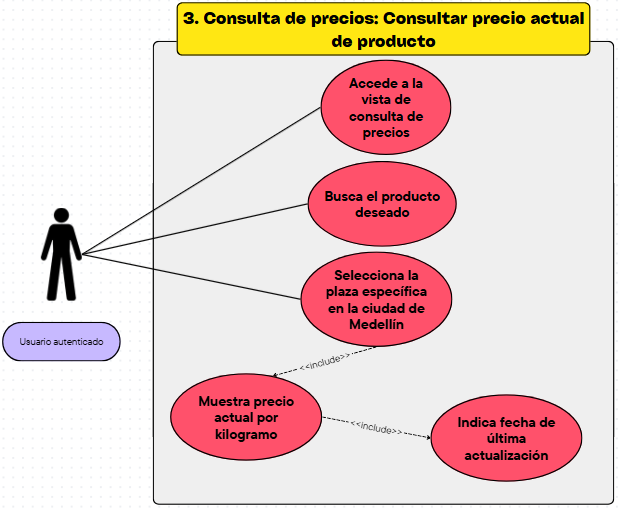 3. Consulta de precios: Consultar precio actual
de producto
Accede a la
vista de
consulta de
precios
Busca el producto
deseado
Selecciona la
plaza específica
en la ciudad de
Medellín
Usuario autenticado
<<include>>
Muestra precio
actual por
kilogramo
<<include>>
Indica fecha de
última
actualización